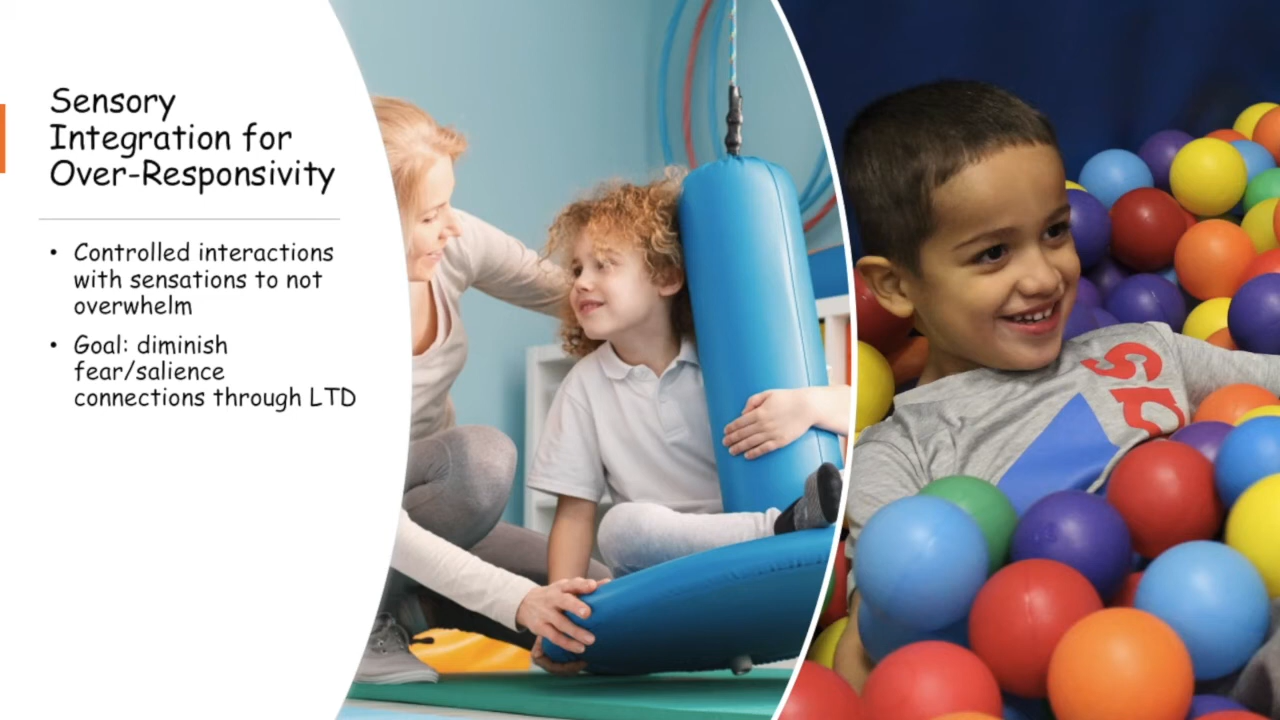 Sensory
Integration for
Over-Responsivity
• Controlled interactions
with sensations to not
overwhelm
• Goal: diminish
fear/salience
connections through LTD